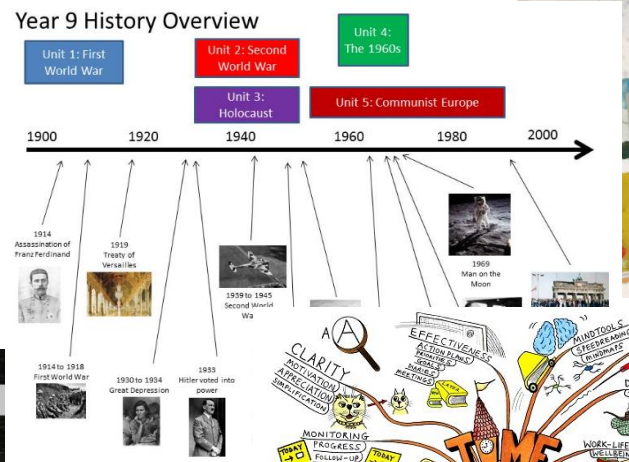 Year 9 History Overview
Unit 1: First
World War
Unit 2: Second
World War
Unit 3:
Holocaust
Unit 4:
The 1960s
Unit 5: Communist Europe
1900 1920 1940 1960 1980 2000
1914
Assassination of
Franz Ferdinand
1919
Treaty of
Versailles
1939 to 1945
Second World
Wa
1969
Man on the
Moon
1914 to 1918
First World War
1930 to 1934
Great Depression
1933
Hitler voted into
power
A A
CLARITY
MOTIVATION
APPRECIATION
SIMPLIFICATION
EFFECTIVENESS
ACTION PLANS
PRIORITIES
GOALS
DIARIES
MEETINGS
LATER
MONITORING
PROGRESS
FOLLOW-UP
TODAY
TODAY
TIME
MINDTOOLS
SPEEDREADING
MINDMAPS
WORK-LIFE